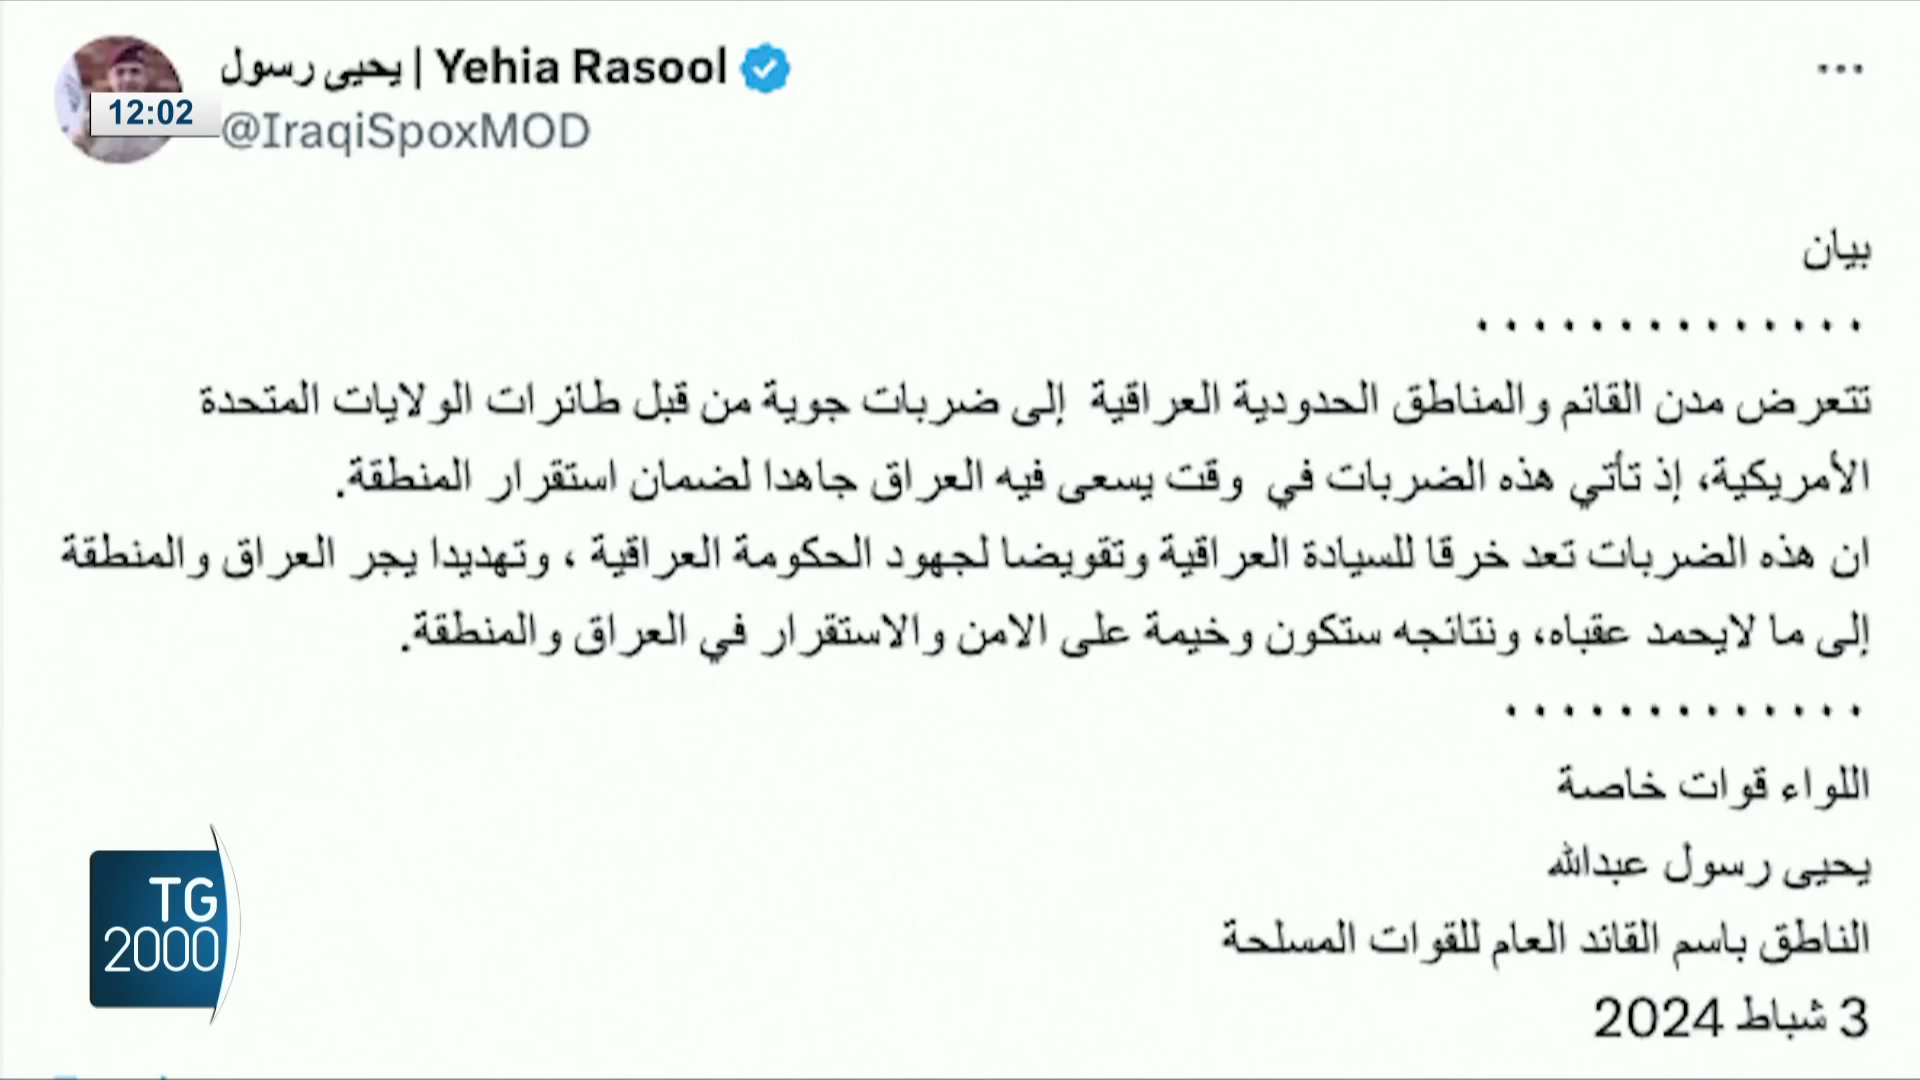 يحيى رسول | Yehia Rasool
12:02
@IraqiSpoxMOD
بيان
..............
تتعرض مدن القائم والمناطق الحدودية العراقية إلى ضربات جوية من قبل طائرات الولايات المتحدة
الأمريكية، إذ تأتي هذه الضربات في وقت يسعى فيه العراق جاهدا لضمان استقرار المنطقة.
ان هذه الضربات تعد خرقا للسيادة العراقية وتقويضا لجهود الحكومة العراقية ، وتهديدا يجر العراق والمنطقة
إلى ما لايحمد عقباه، ونتائجه ستكون وخيمة على الامن والاستقرار في العراق والمنطقة.
.............
اللواء قوات خاصة
يحيى رسول عبدالله
الناطق باسم القائد العام للقوات المسلحة
3 شباط 2024
TG
2000